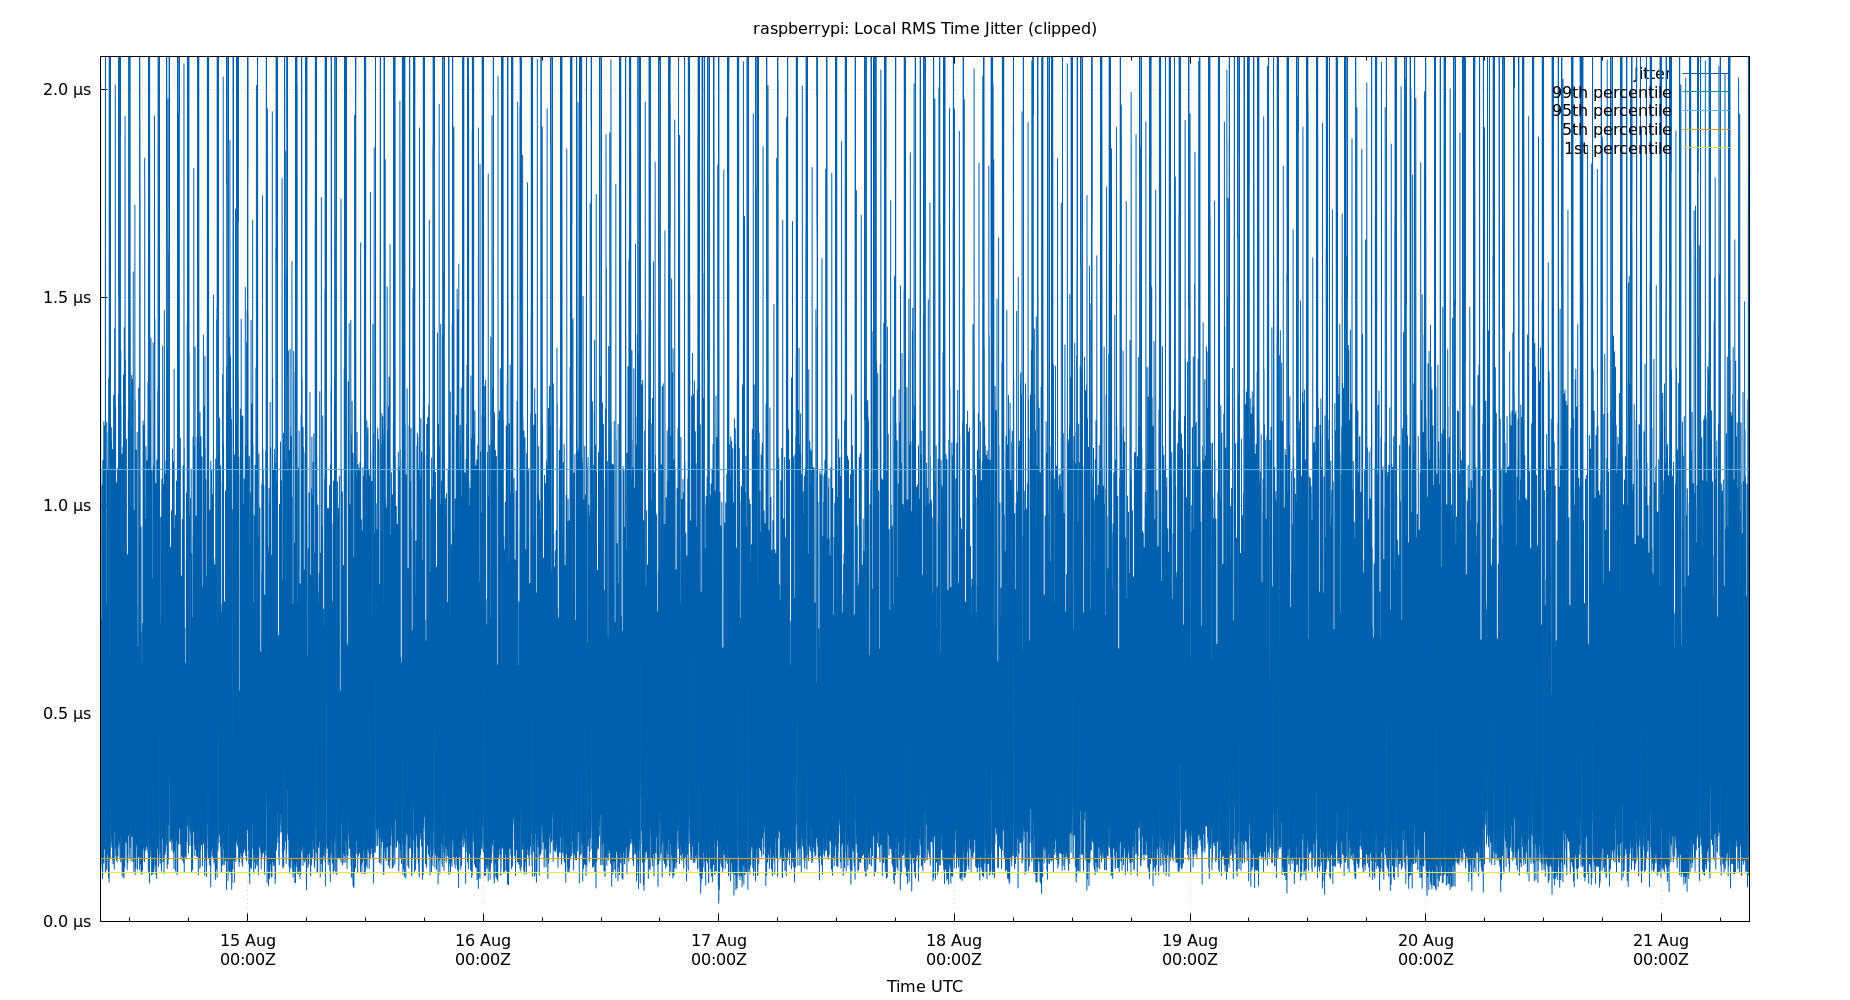 raspberrypi: Local RMS Time Jitter (clipped)
jitter
99th percentile
95th percentile
5th percentile
1st percentile
2.0 µs
1.5 µs
1.0 µs
0.5 µs
0.0 µs
15 Aug 16 Aug 17 Aug 18 Aug 19 Aug 20 Aug 21 Aug
00:00Z 00:00Z 00:00Z 00:00Z 00:00Z 00:00Z 00:00Z
Time UTC